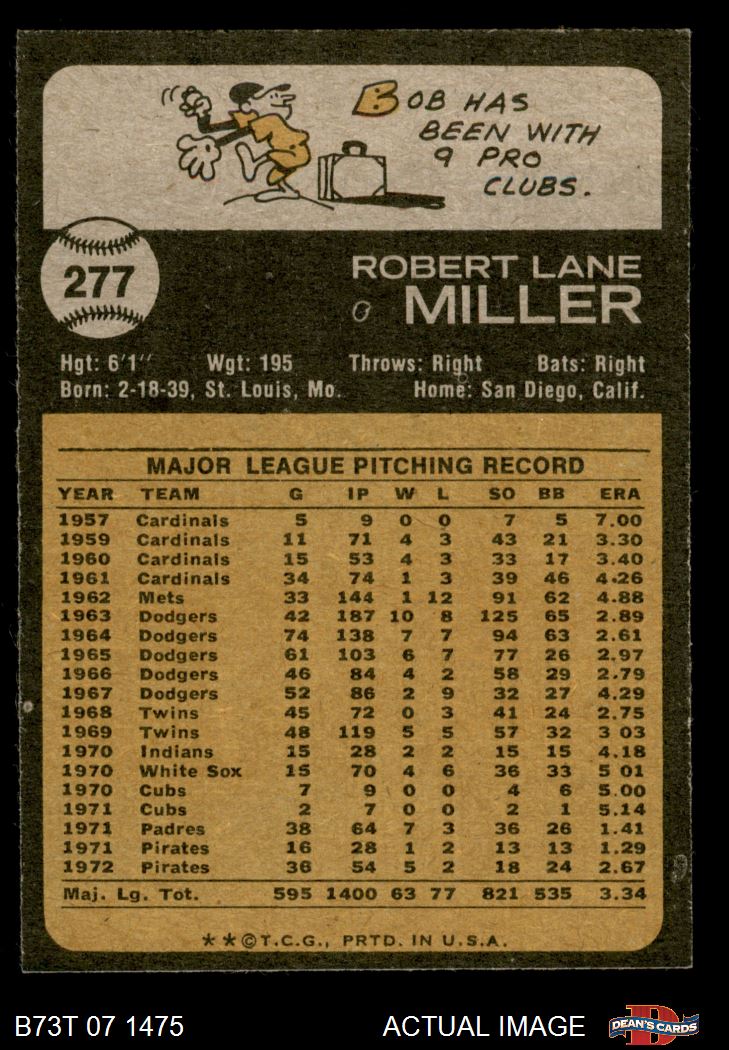 BOB HAS
BEEN WITH
9 PRO
CLUBS.
277
ROBERT LANE
MILLER
Hgt: 6'1" Wgt: 195 Throws: Right Bats: Right
Born: 2-18-39, St. Louis, Mo. Home: San Diego, Calif.
MAJOR LEAGUE PITCHING RECORD
YEAR TEAM G IP W L SO BB ERA
1957 Cardinals 5 9 0 0 7 5 7.00
1959 Cardinals 11 71 4 3 43 21 3.30
1960 Cardinals 15 53 4 3 33 17 3.40
1961 Cardinals 34 74 1 3 39 46 4.26
1962 Mets 33 144 1 12 91 62 4.88
1963 Dodgers 42 187 10 8 125 65 2.89
1964 Dodgers 74 138 7 7 94 63 2.61
1965 Dodgers 61 103 6 7 77 26 2.97
1966 Dodgers 46 84 4 2 58 29 2.79
1967 Dodgers 52 86 2 9 32 27 4.29
1968 Twins 45 72 0 3 41 24 2.75
1969 Twins 48 119 5 5 57 32 3 03
1970 Indians 15 28 2 2 15 15 4.18
1970 White Sox 15 70 4 6 36 33 5 01
1970 Cubs 7 9 0 0 4 6 5.00
1971 Cubs 2 7 0 0 2 1 5.14
1971 Padres 38 64 7 3 36 26 1.41
1971 Pirates 16 28 1 2 13 13 1.29
1972 Pirates 36 54 5 2 18 24 2.67
Maj. Lg. Tot. 595 1400 63 77 821 535 3.34
**©T.C.G., PRTD. IN U.S.A.
B73T 07 1475 ACTUAL IMAGE DEAN'S CARDS